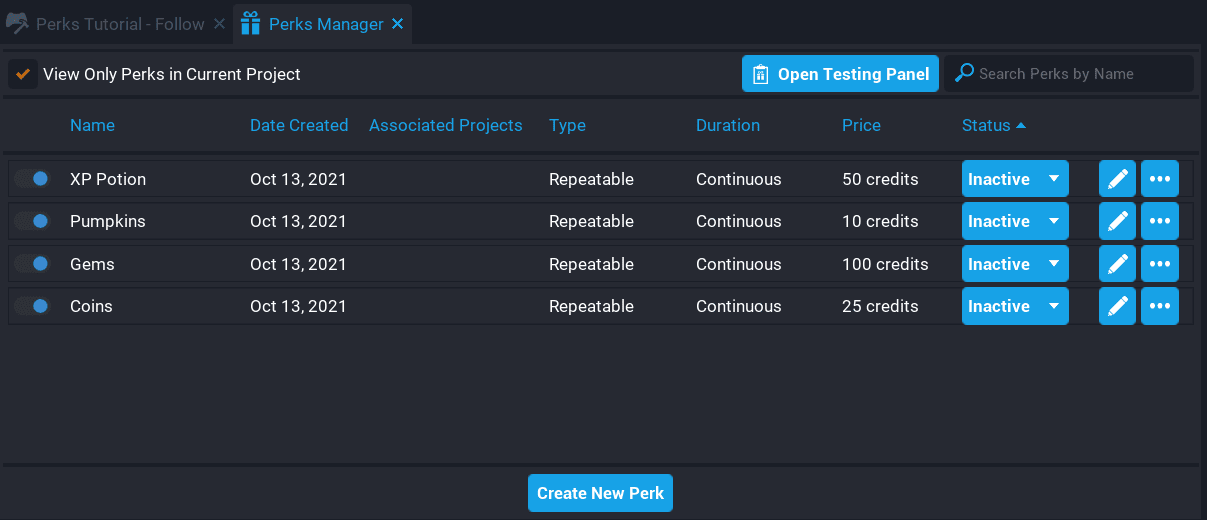 Perks Tutorial - Follow Perks Manager
View Only Perks in Current Project Open Testing Panel Search Perks by Name
Name Date Created Associated Projects Type Duration Price Status
XP Potion Oct 13, 2021 Repeatable Continuous 50 credits Inactive
Pumpkins Oct 13, 2021 Repeatable Continuous 10 credits Inactive
Gems Oct 13, 2021 Repeatable Continuous 100 credits Inactive
Coins Oct 13, 2021 Repeatable Continuous 25 credits Inactive
Create New Perk